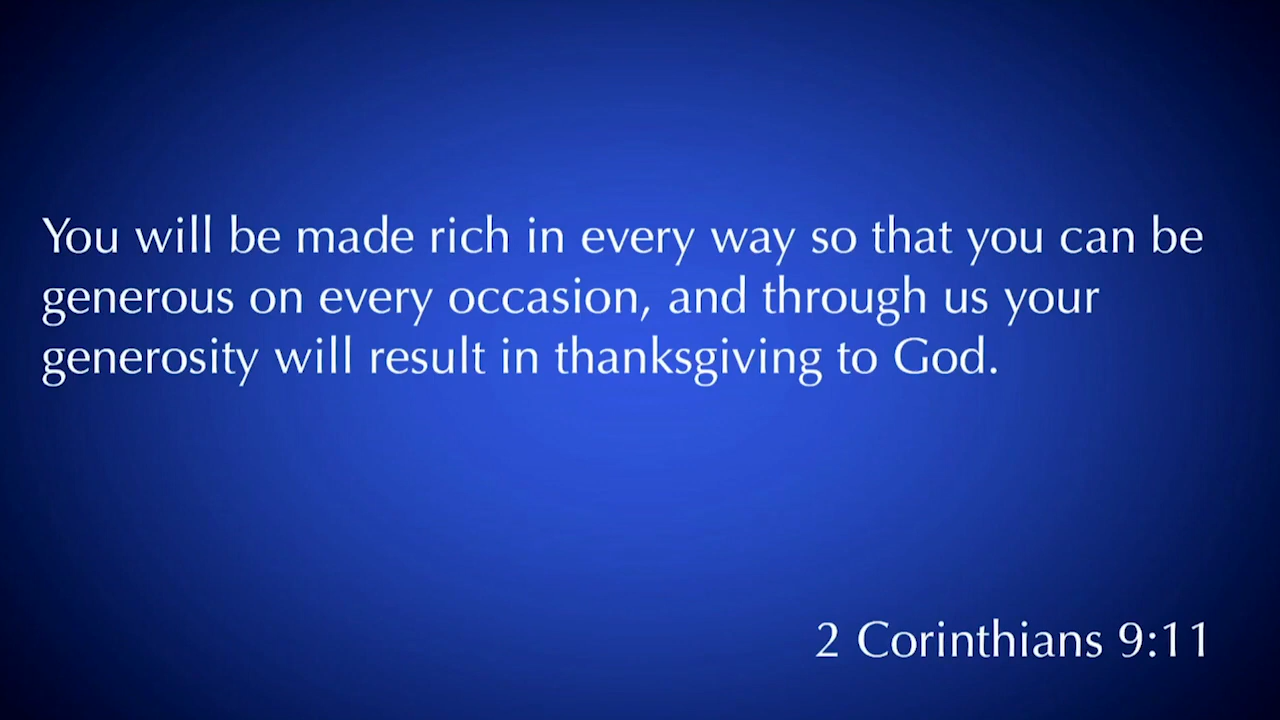 You will be made rich in every way so that you can be
generous on every occasion, and through us your
generosity will result in thanksgiving to God.
2 Corinthians 9:11